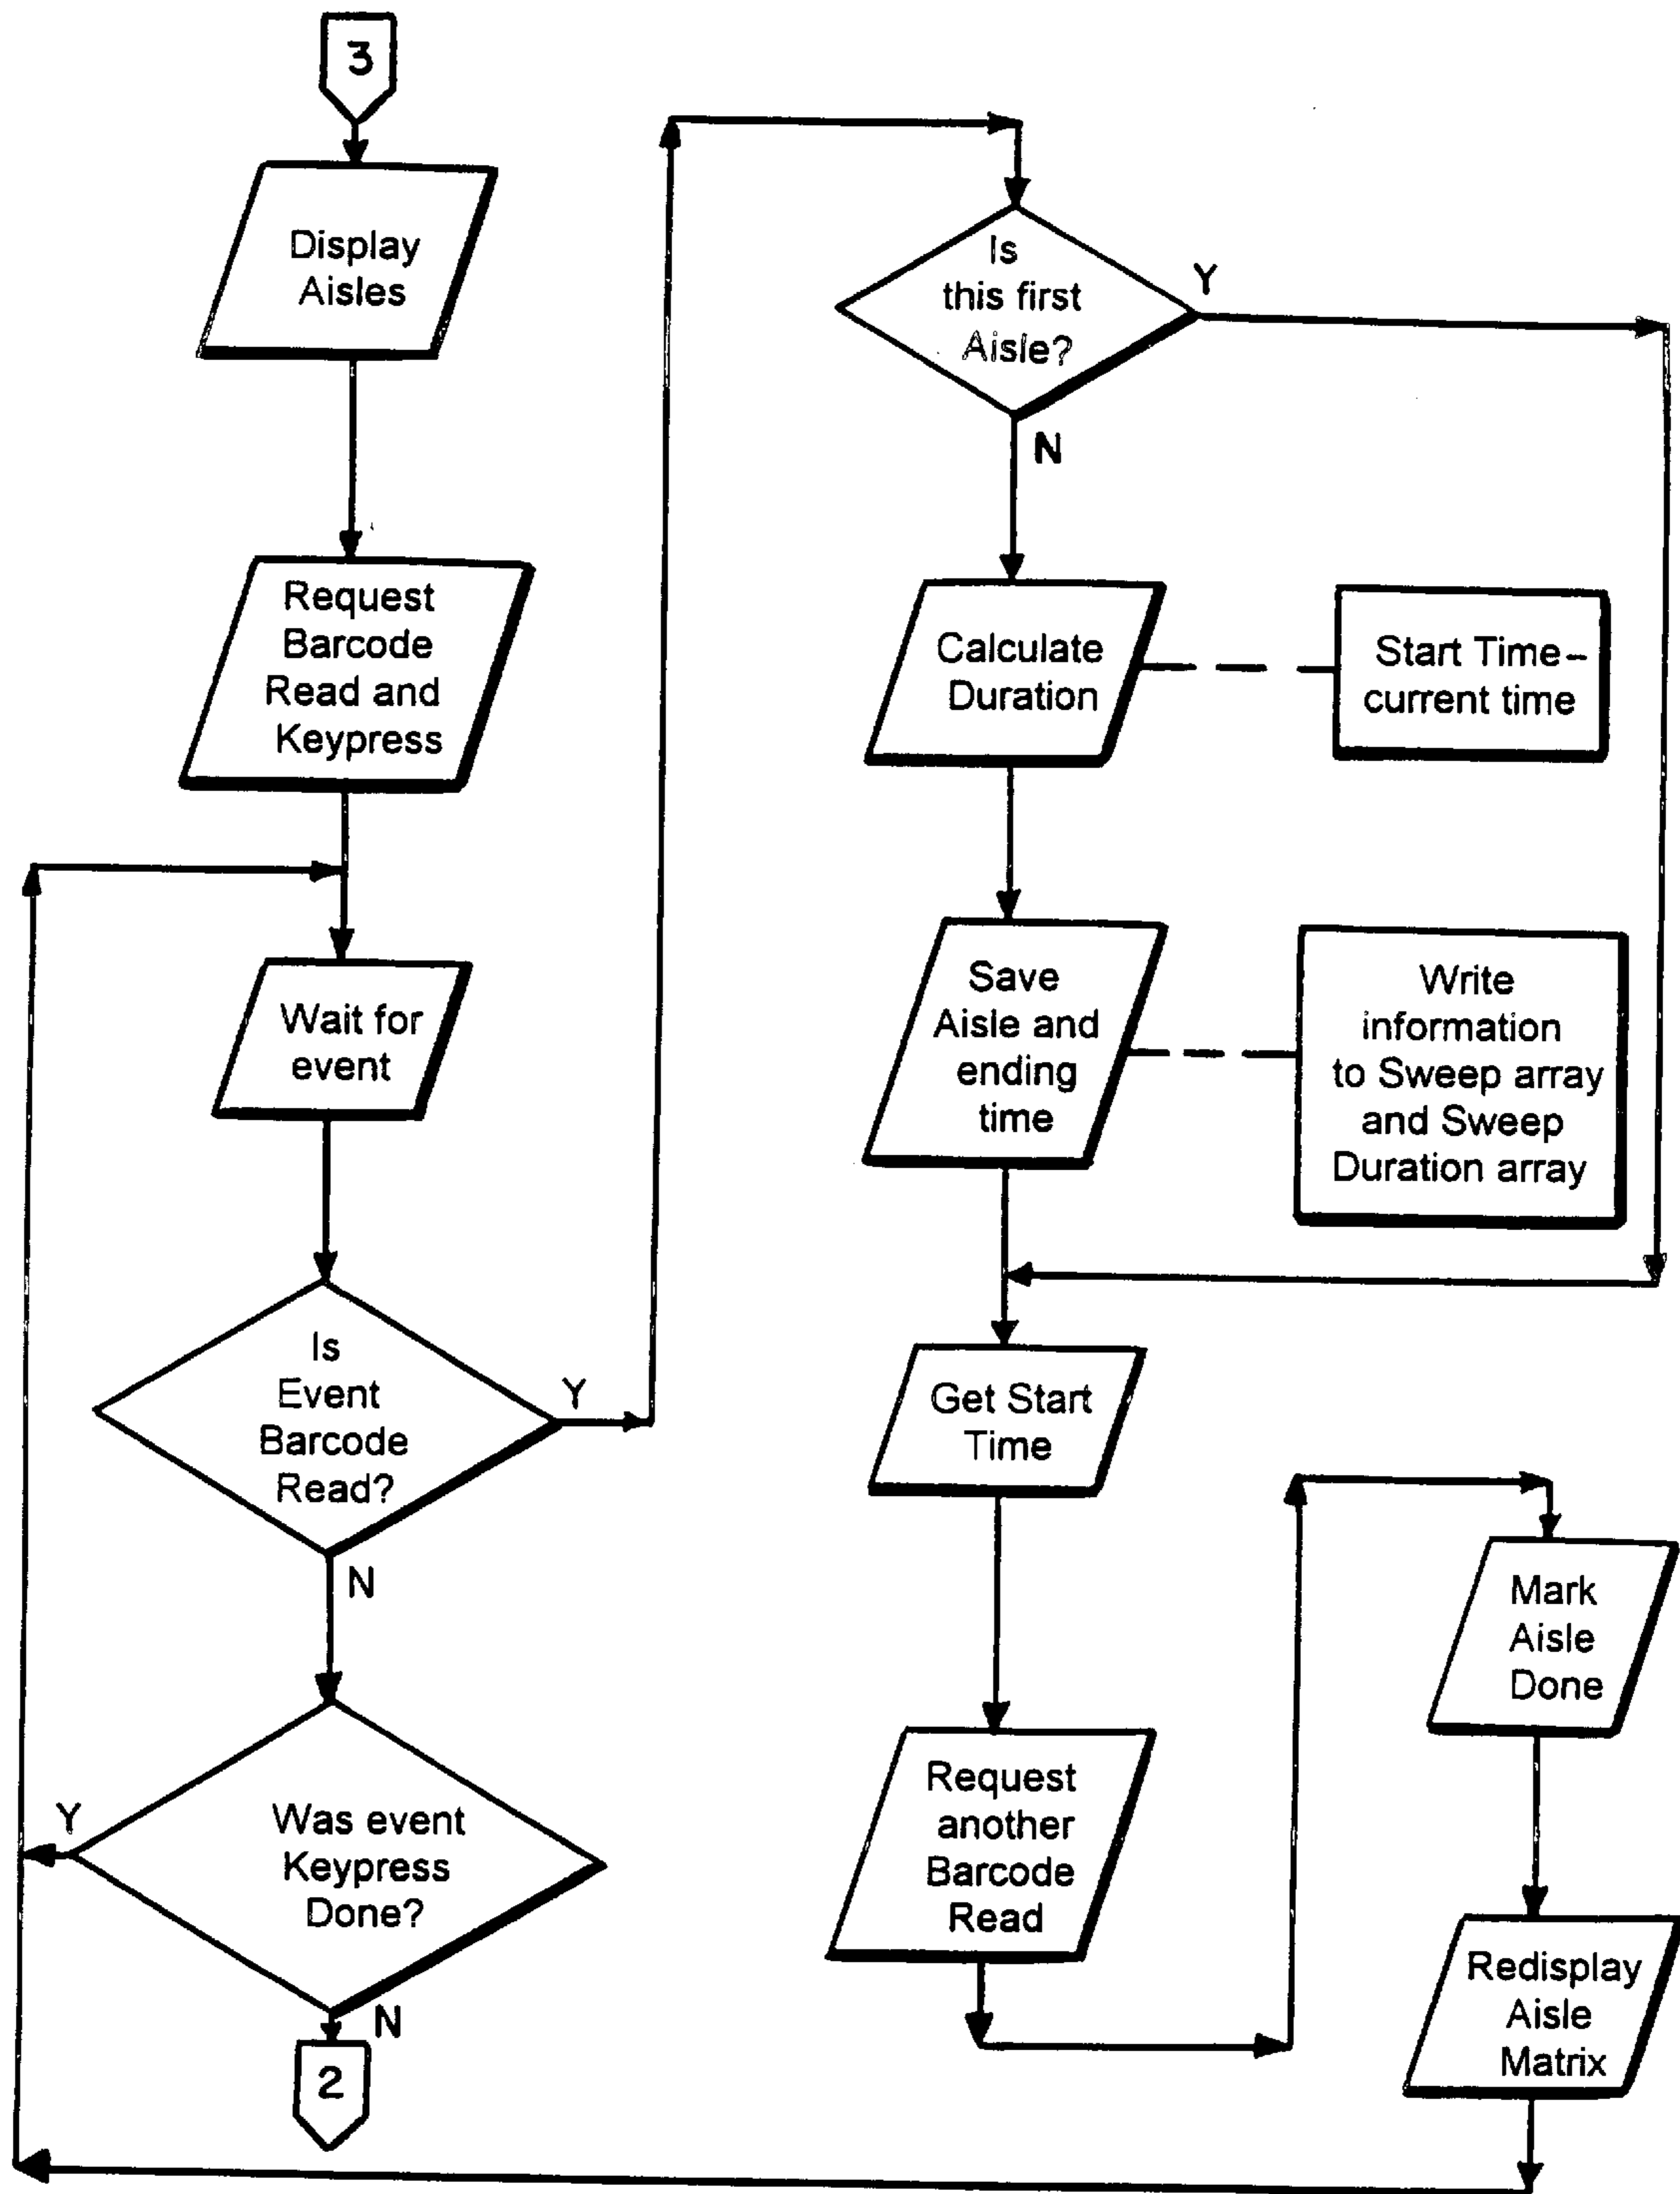 3
Display
Aisles
Request
Barcode
Read and
Keypress
Wait for
event
Is
Event
Barcode
Read?
Y
N
Was event
Keypress
Done?
Y
N
2
Is
this first
Aisle?
Y
N
Calculate
Duration
Start Time–
current time
Save
Aisle and
ending
time
Write
information
to Sweep array
and Sweep
Duration array
Get Start
Time
Request
another
Barcode
Read
Mark
Aisle
Done
Redisplay
Aisle
Matrix